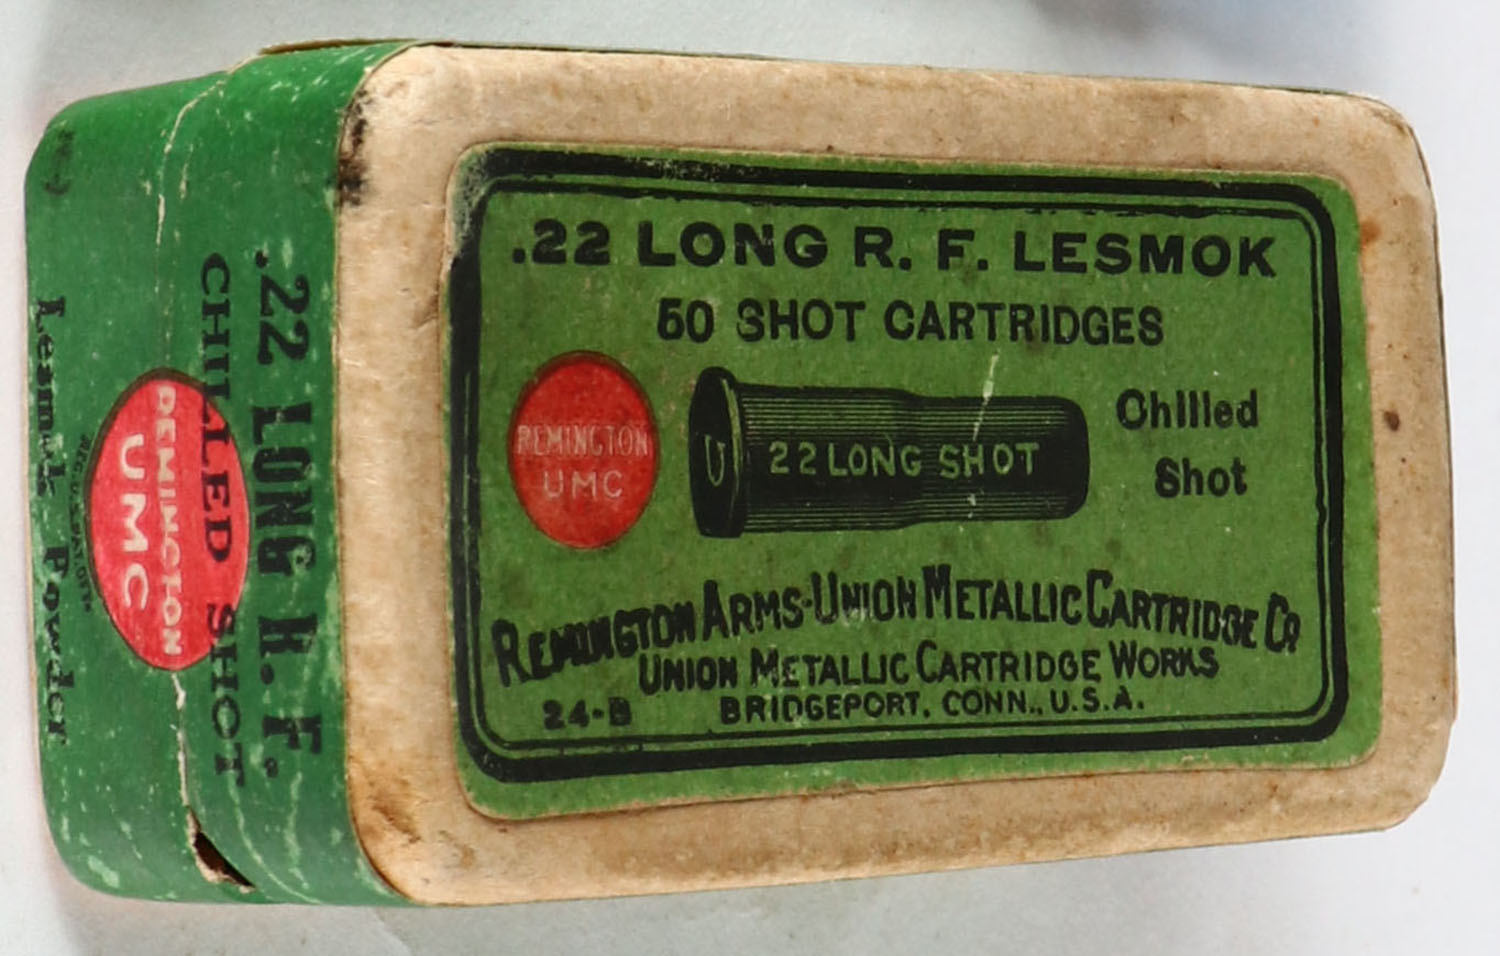 .22 LONG R. F. LESMOK
50 SHOT CARTRIDGES
REMINGTON
UMC
U
22 LONG SHOT
Chilled
Shot
REMINGTON ARMS-UNION METALLIC CARTRIDGE CO
UNION METALLIC CARTRIDGE WORKS
24-B
BRIDGEPORT, CONN., U.S.A.
.22 LONG R. F.
CHILLED SHOT
REMINGTON
UMC
Lesmok Powder